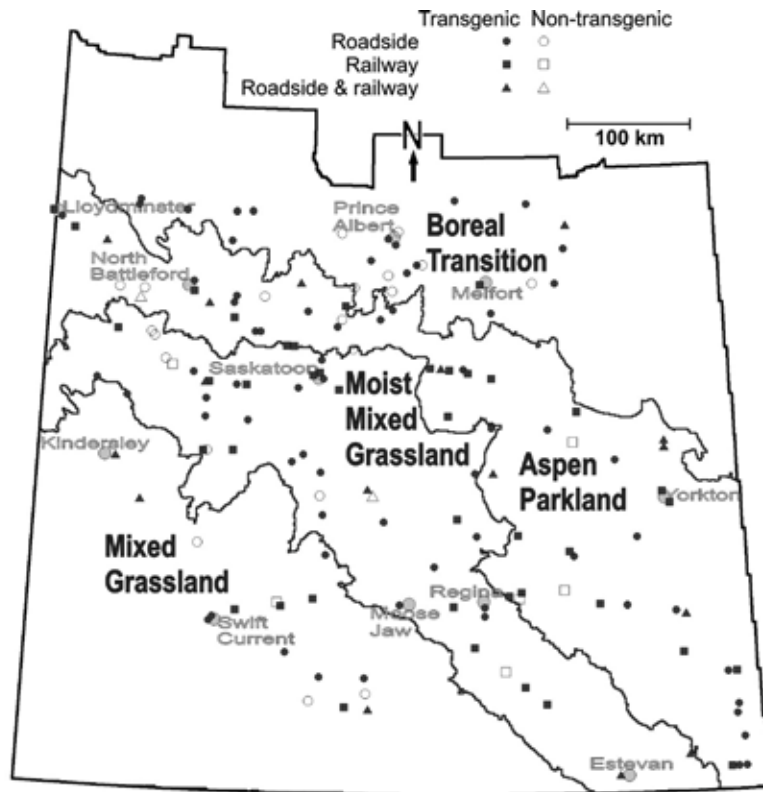 Transgenic Non-transgenic
Roadside
Railway
Roadside & railway
N
100 km
Lloydminster
Prince
Albert
Boreal
Transition
North
Battleford
Melfort
Saskatoon
Moist
Mixed
Grassland
Kindersley
Aspen
Parkland
Yorkton
Mixed
Grassland
Regina
Moose
Jaw
Swift
Current
Estevan